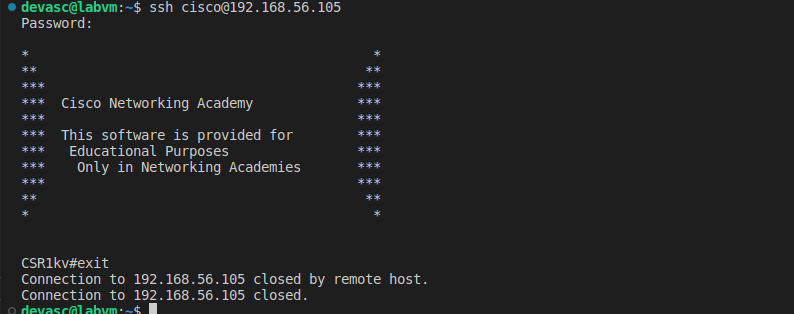 devasc@labvm:~$ ssh cisco@192.168.56.105
Password:
*                                           *
**                                         **
***                                       ***
***  Cisco Networking Academy             ***
***                                       ***
***  This software is provided for        ***
***   Educational Purposes                ***
***    Only in Networking Academies       ***
***                                       ***
**                                         **
*                                           *
CSR1kv#exit
Connection to 192.168.56.105 closed by remote host.
Connection to 192.168.56.105 closed.
devasc@labvm:~$